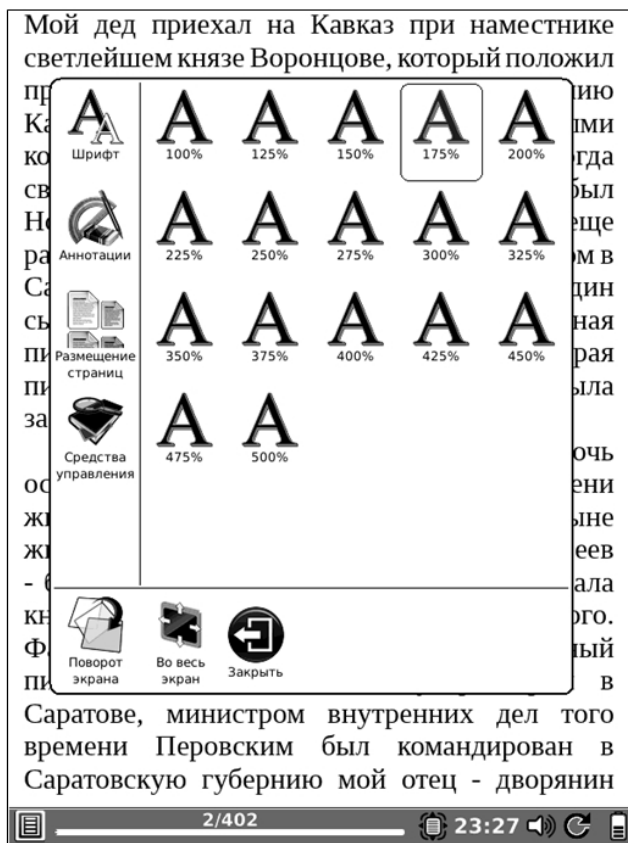 Мой дед приехал на Кавказ при наместнике
светлейшем князе Воронцове, который положил
Шрифт
100% 125% 150% 175% 200%
Аннотации
225% 250% 275% 300% 325%
Размещение
страниц
350% 375% 400% 425% 450%
Средства
управления
475% 500%
Поворот
экрана
Во весь
экран
Закрыть
в
Саратове, министром внутренних дел того
времени Перовским был командирован в
Саратовскую губернию мой отец - дворянин
2/402 23:27